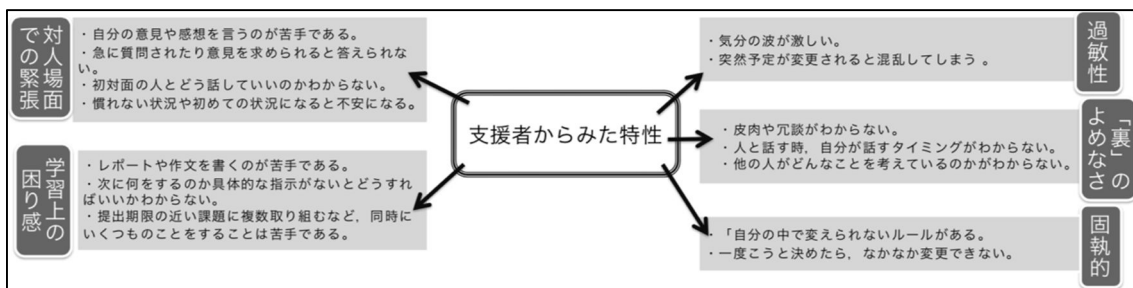 対人場面
での緊張
・自分の意見や感想を言うのが苦手である。
・急に質問されたり意見を求められると答えられな
い。
・初対面の人とどう話していいのかわからない。
・慣れない状況や初めての状況になると不安になる。
学習上の
困り感
・レポートや作文を書くのが苦手である。
・次に何をするのか具体的な指示がないとどうすれ
ばいいかわからない。
・提出期限の近い課題に複数取り組むなど，同時に
いくつものことをすることは苦手である。
支援者からみた特性
過敏性
・気分の波が激しい。
・突然予定が変更されると混乱してしまう 。
「裏」の
よめなさ
・皮肉や冗談がわからない。
・人と話す時，自分が話すタイミングがわからない。
・他の人がどんなことを考えているのかがわからない。
固執的
・「自分の中で変えられないルールがある。
・一度こうと決めたら，なかなか変更できない。